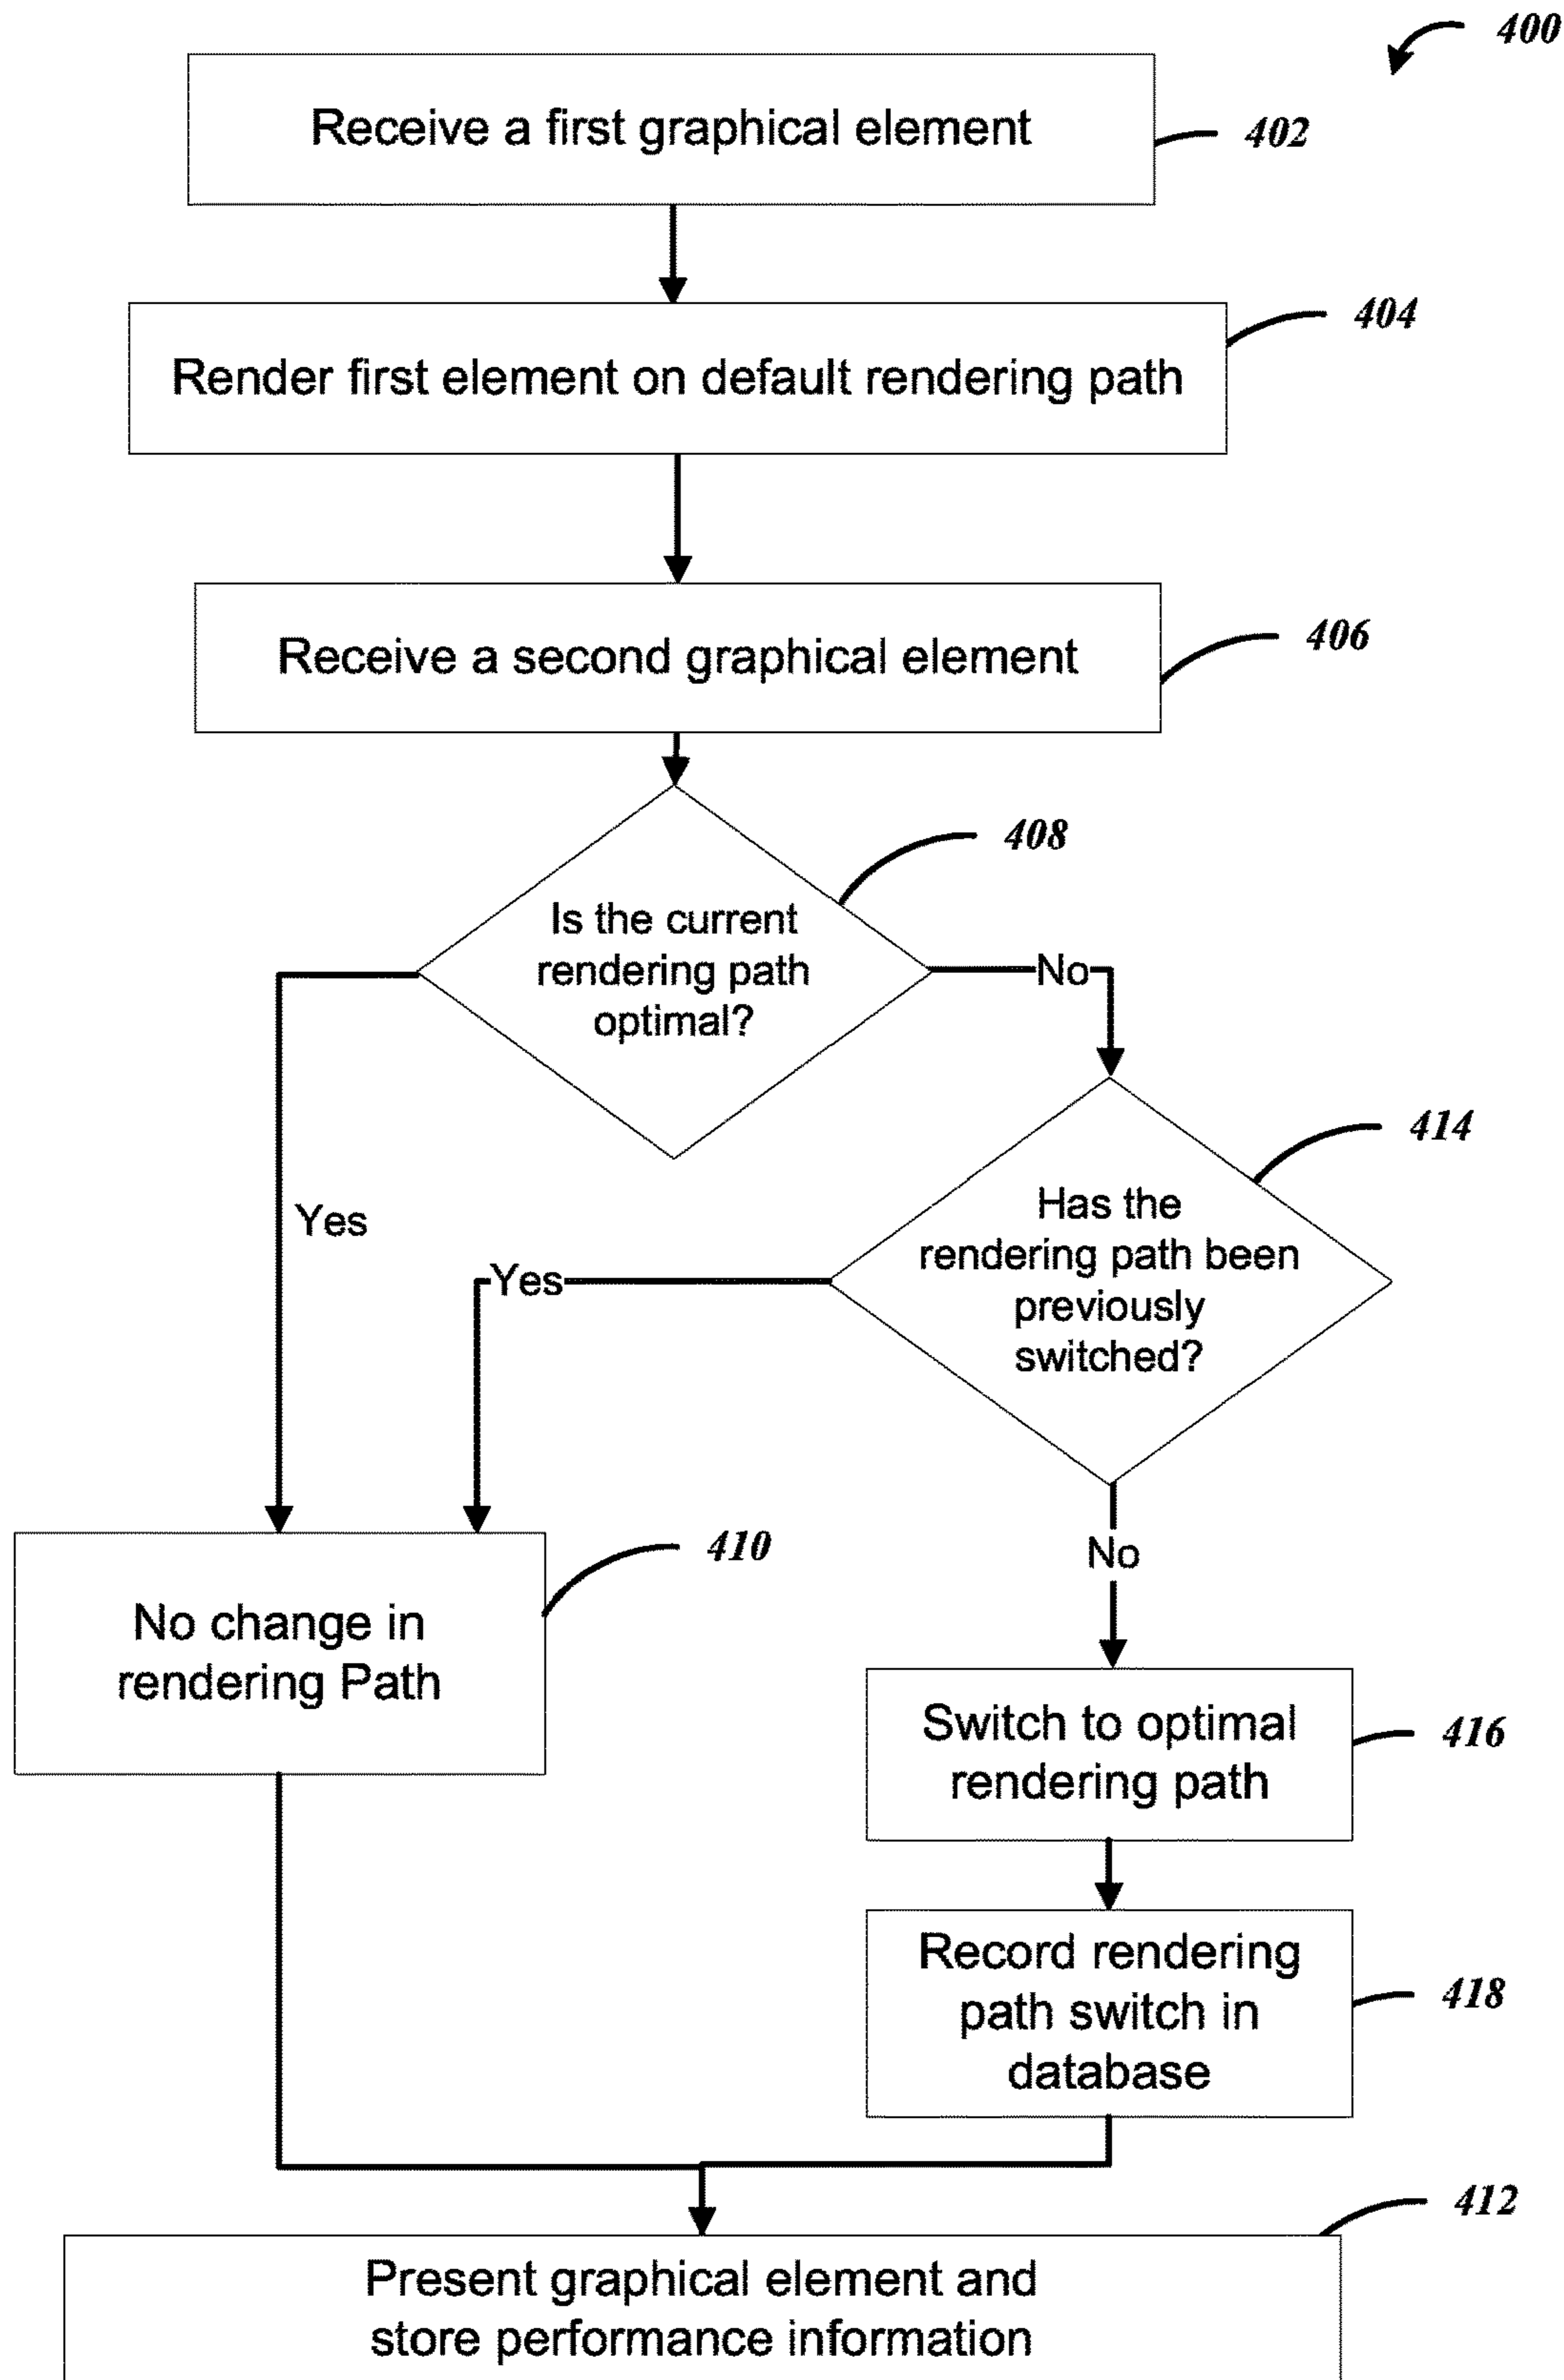 400
Receive a first graphical element
402
Render first element on default rendering path
404
Receive a second graphical element
406
Is the current
rendering path
optimal?
408
No
Has the
rendering path been
previously
switched?
414
Yes
Yes
No change in
rendering Path
410
No
Switch to optimal
rendering path
416
Record rendering
path switch in
database
418
Present graphical element and
store performance information
412